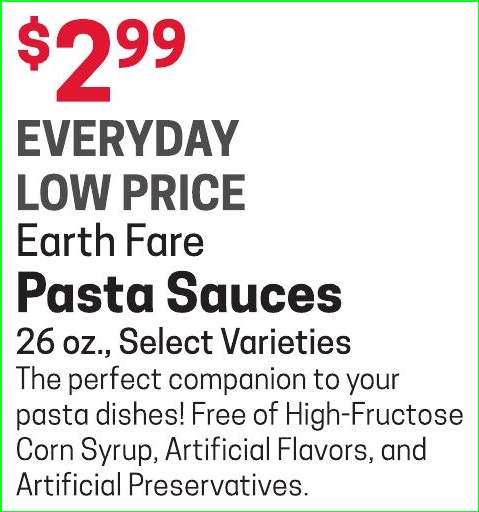 $2.99
EVERYDAY
LOW PRICE
Earth Fare
Pasta Sauces
26 oz., Select Varieties
The perfect companion to your
pasta dishes! Free of High-Fructose
Corn Syrup, Artificial Flavors, and
Artificial Preservatives.